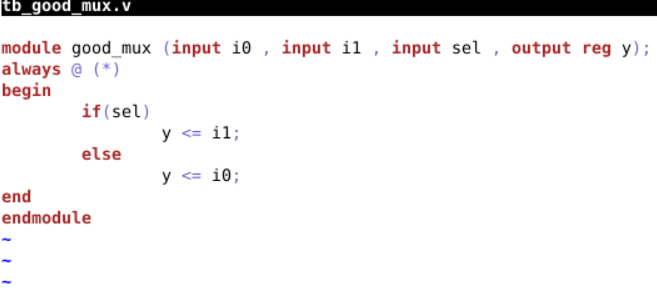 tb_good_mux.v
module good_mux (input i0 , input i1 , input sel , output reg y);
always @ (*)
begin
        if(sel)
                y <= i1;
        else
                y <= i0;
end
endmodule
~
~
~